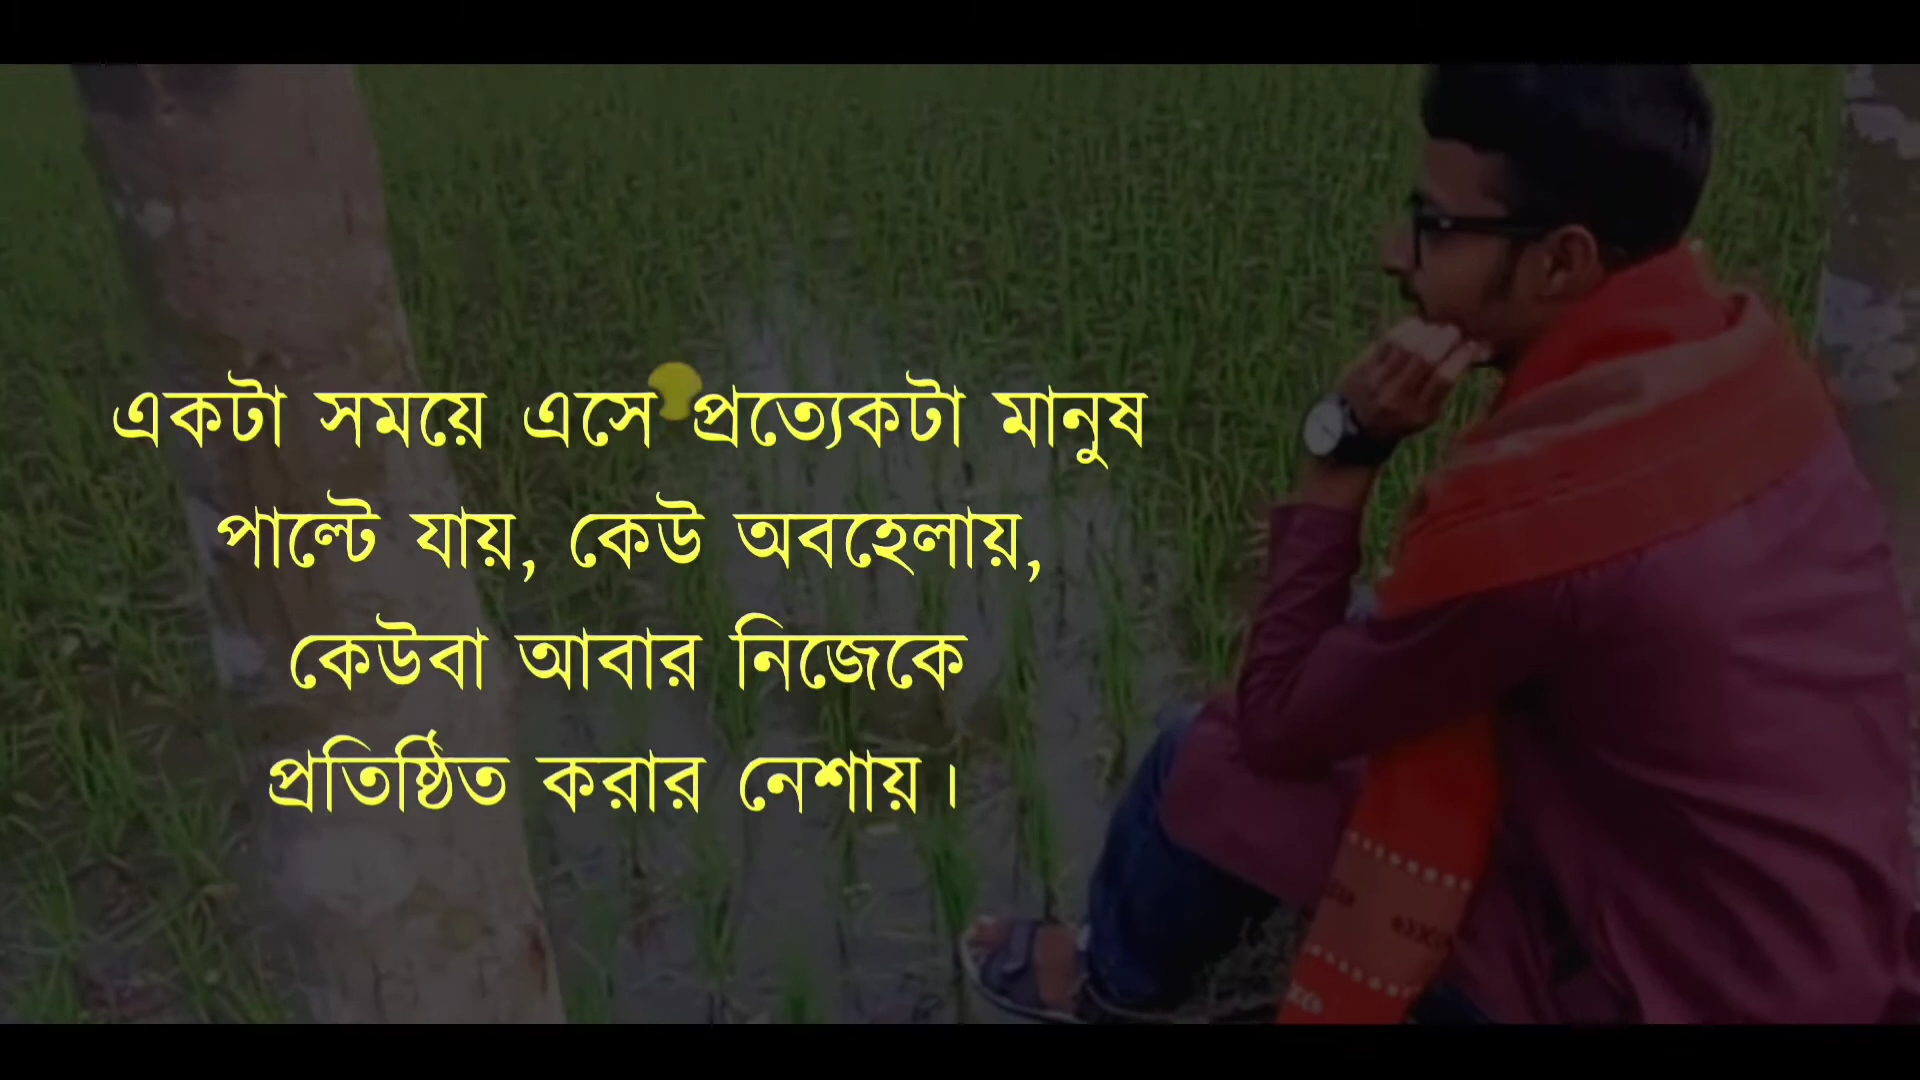 একটা সময়ে এসে প্রত্যেকটা মানুষ
পাল্টে যায়, কেউ অবহেলায়,
কেউবা আবার নিজেকে
প্রতিষ্ঠিত করার নেশায়।